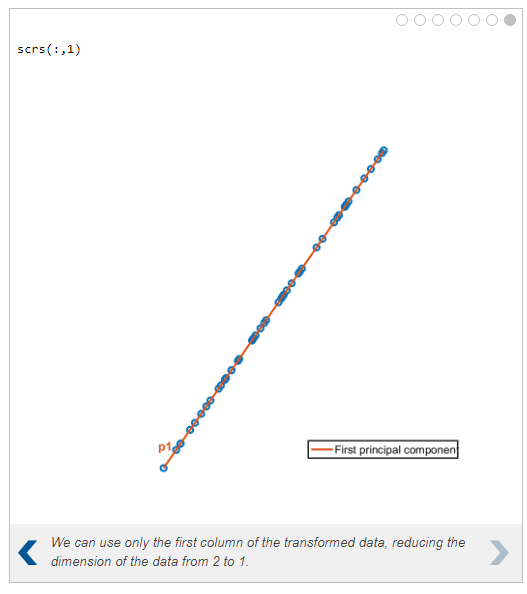 scrs(:,1)
p1
First principal component
We can use only the first column of the transformed data, reducing the
dimension of the data from 2 to 1.